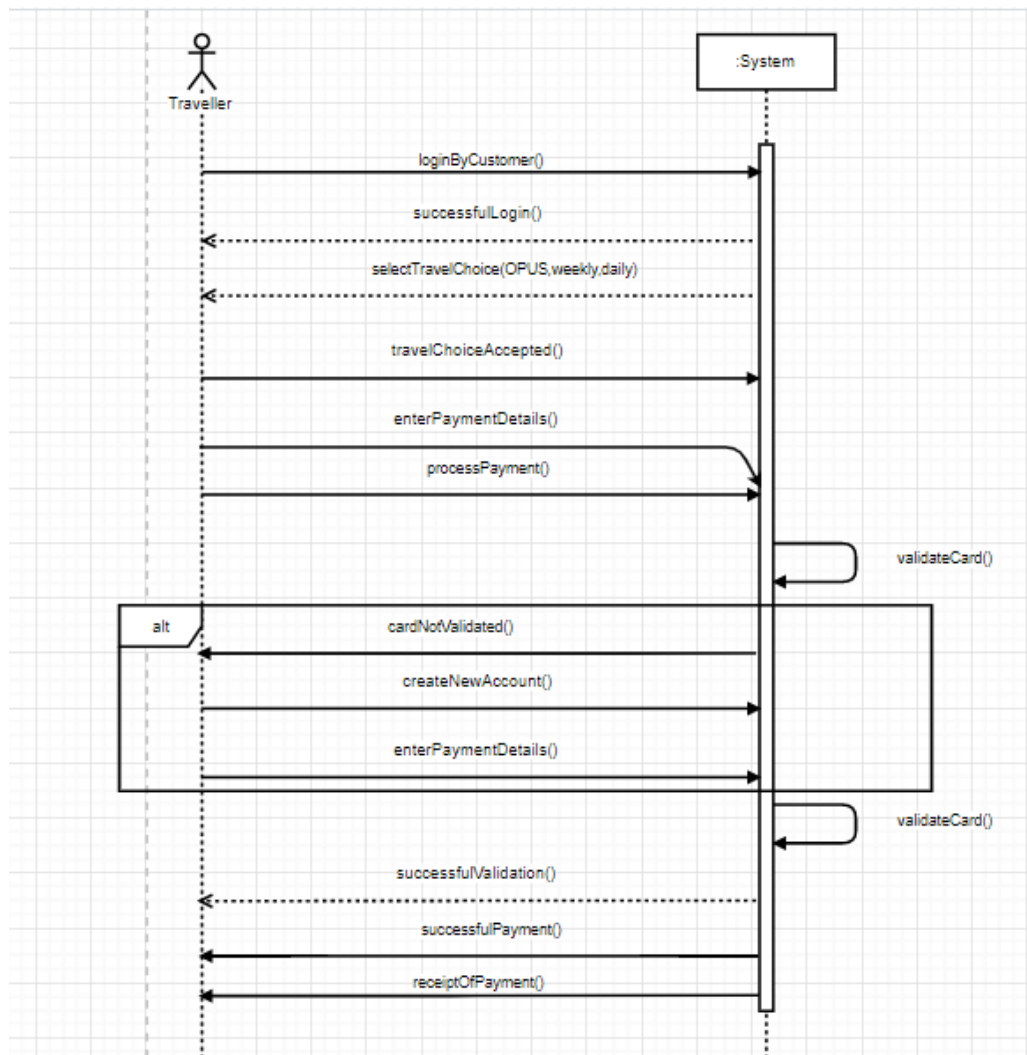 :System
Traveller
loginByCustomer()
successfulLogin()
selectTravelChoice(OPUS,weekly,daily)
travelChoiceAccepted()
enterPaymentDetails()
processPayment()
validateCard()
alt
cardNotValidated()
createNewAccount()
enterPaymentDetails()
validateCard()
successfulValidation()
successfulPayment()
receiptOfPayment()